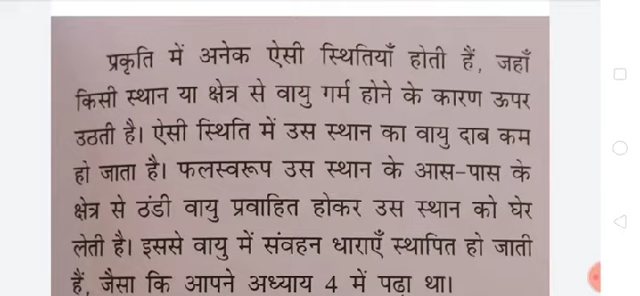 प्रकृति में अनेक ऐसी स्थितियाँ होती हैं, जहाँ
किसी स्थान या क्षेत्र से वायु गर्म होने के कारण ऊपर
उठती है। ऐसी स्थिति में उस स्थान का वायु दाब कम
हो जाता है। फलस्वरूप उस स्थान के आस-पास के
क्षेत्र से ठंडी वायु प्रवाहित होकर उस स्थान को घेर
लेती है। इससे वायु में संवहन धाराएँ स्थापित हो जाती
हैं, जैसा कि आपने अध्याय 4 में पढ़ा था।